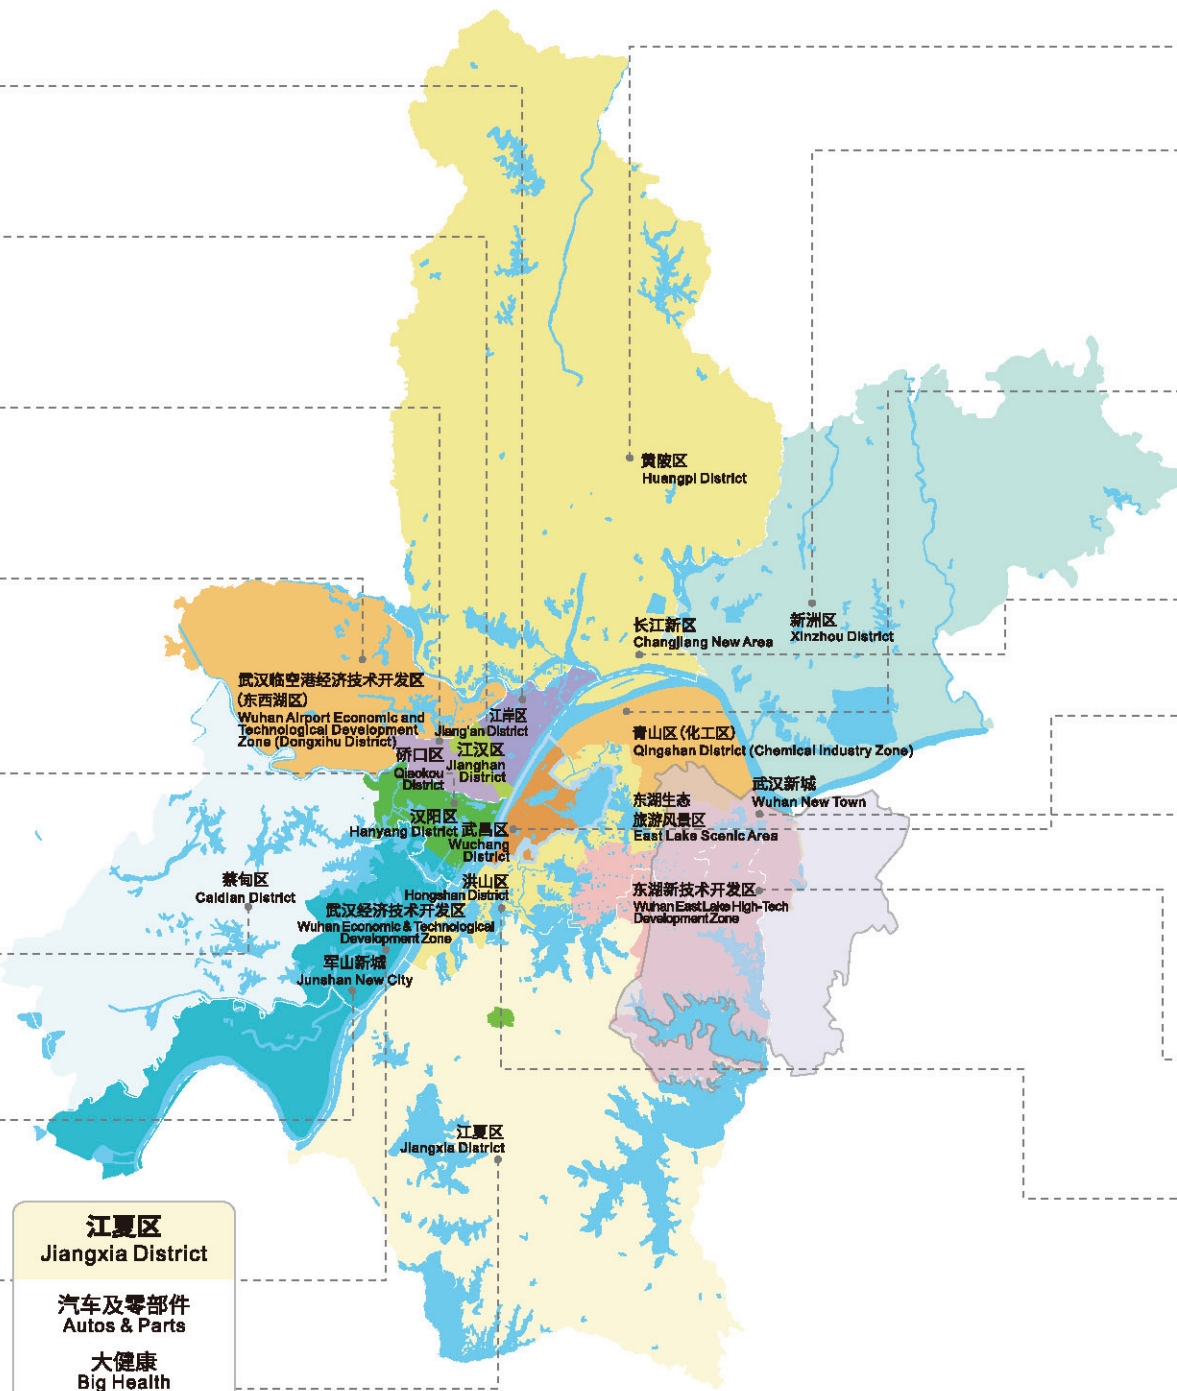 黄陂区
Huangpi District
长江新区
Changjiang New Area
新洲区
Xinzhou District
武汉临空港经济技术开发区
(东西湖区)
Wuhan Airport Economic and
Technological Development
Zone (Dongxihu District)
江岸区
Jiang'an District
青山区(化工区)
Qingshan District (Chemical Industry Zone)
硚口区
Qiaokou
District
江汉区
Jianghan
District
武汉新城
Wuhan New Town
东湖生态
旅游风景区
East Lake Scenic Area
汉阳区
Hanyang District
武昌区
Wuchang
District
蔡甸区
Caidian District
洪山区
Hongshan District
东湖新技术开发区
Wuhan East Lake High-Tech
Development Zone
武汉经济技术开发区
Wuhan Economic & Technological
Development Zone
军山新城
Junshan New City
江夏区
Jiangxia District
江夏区
Jiangxia District
汽车及零部件
Autos & Parts
大健康
Big Health